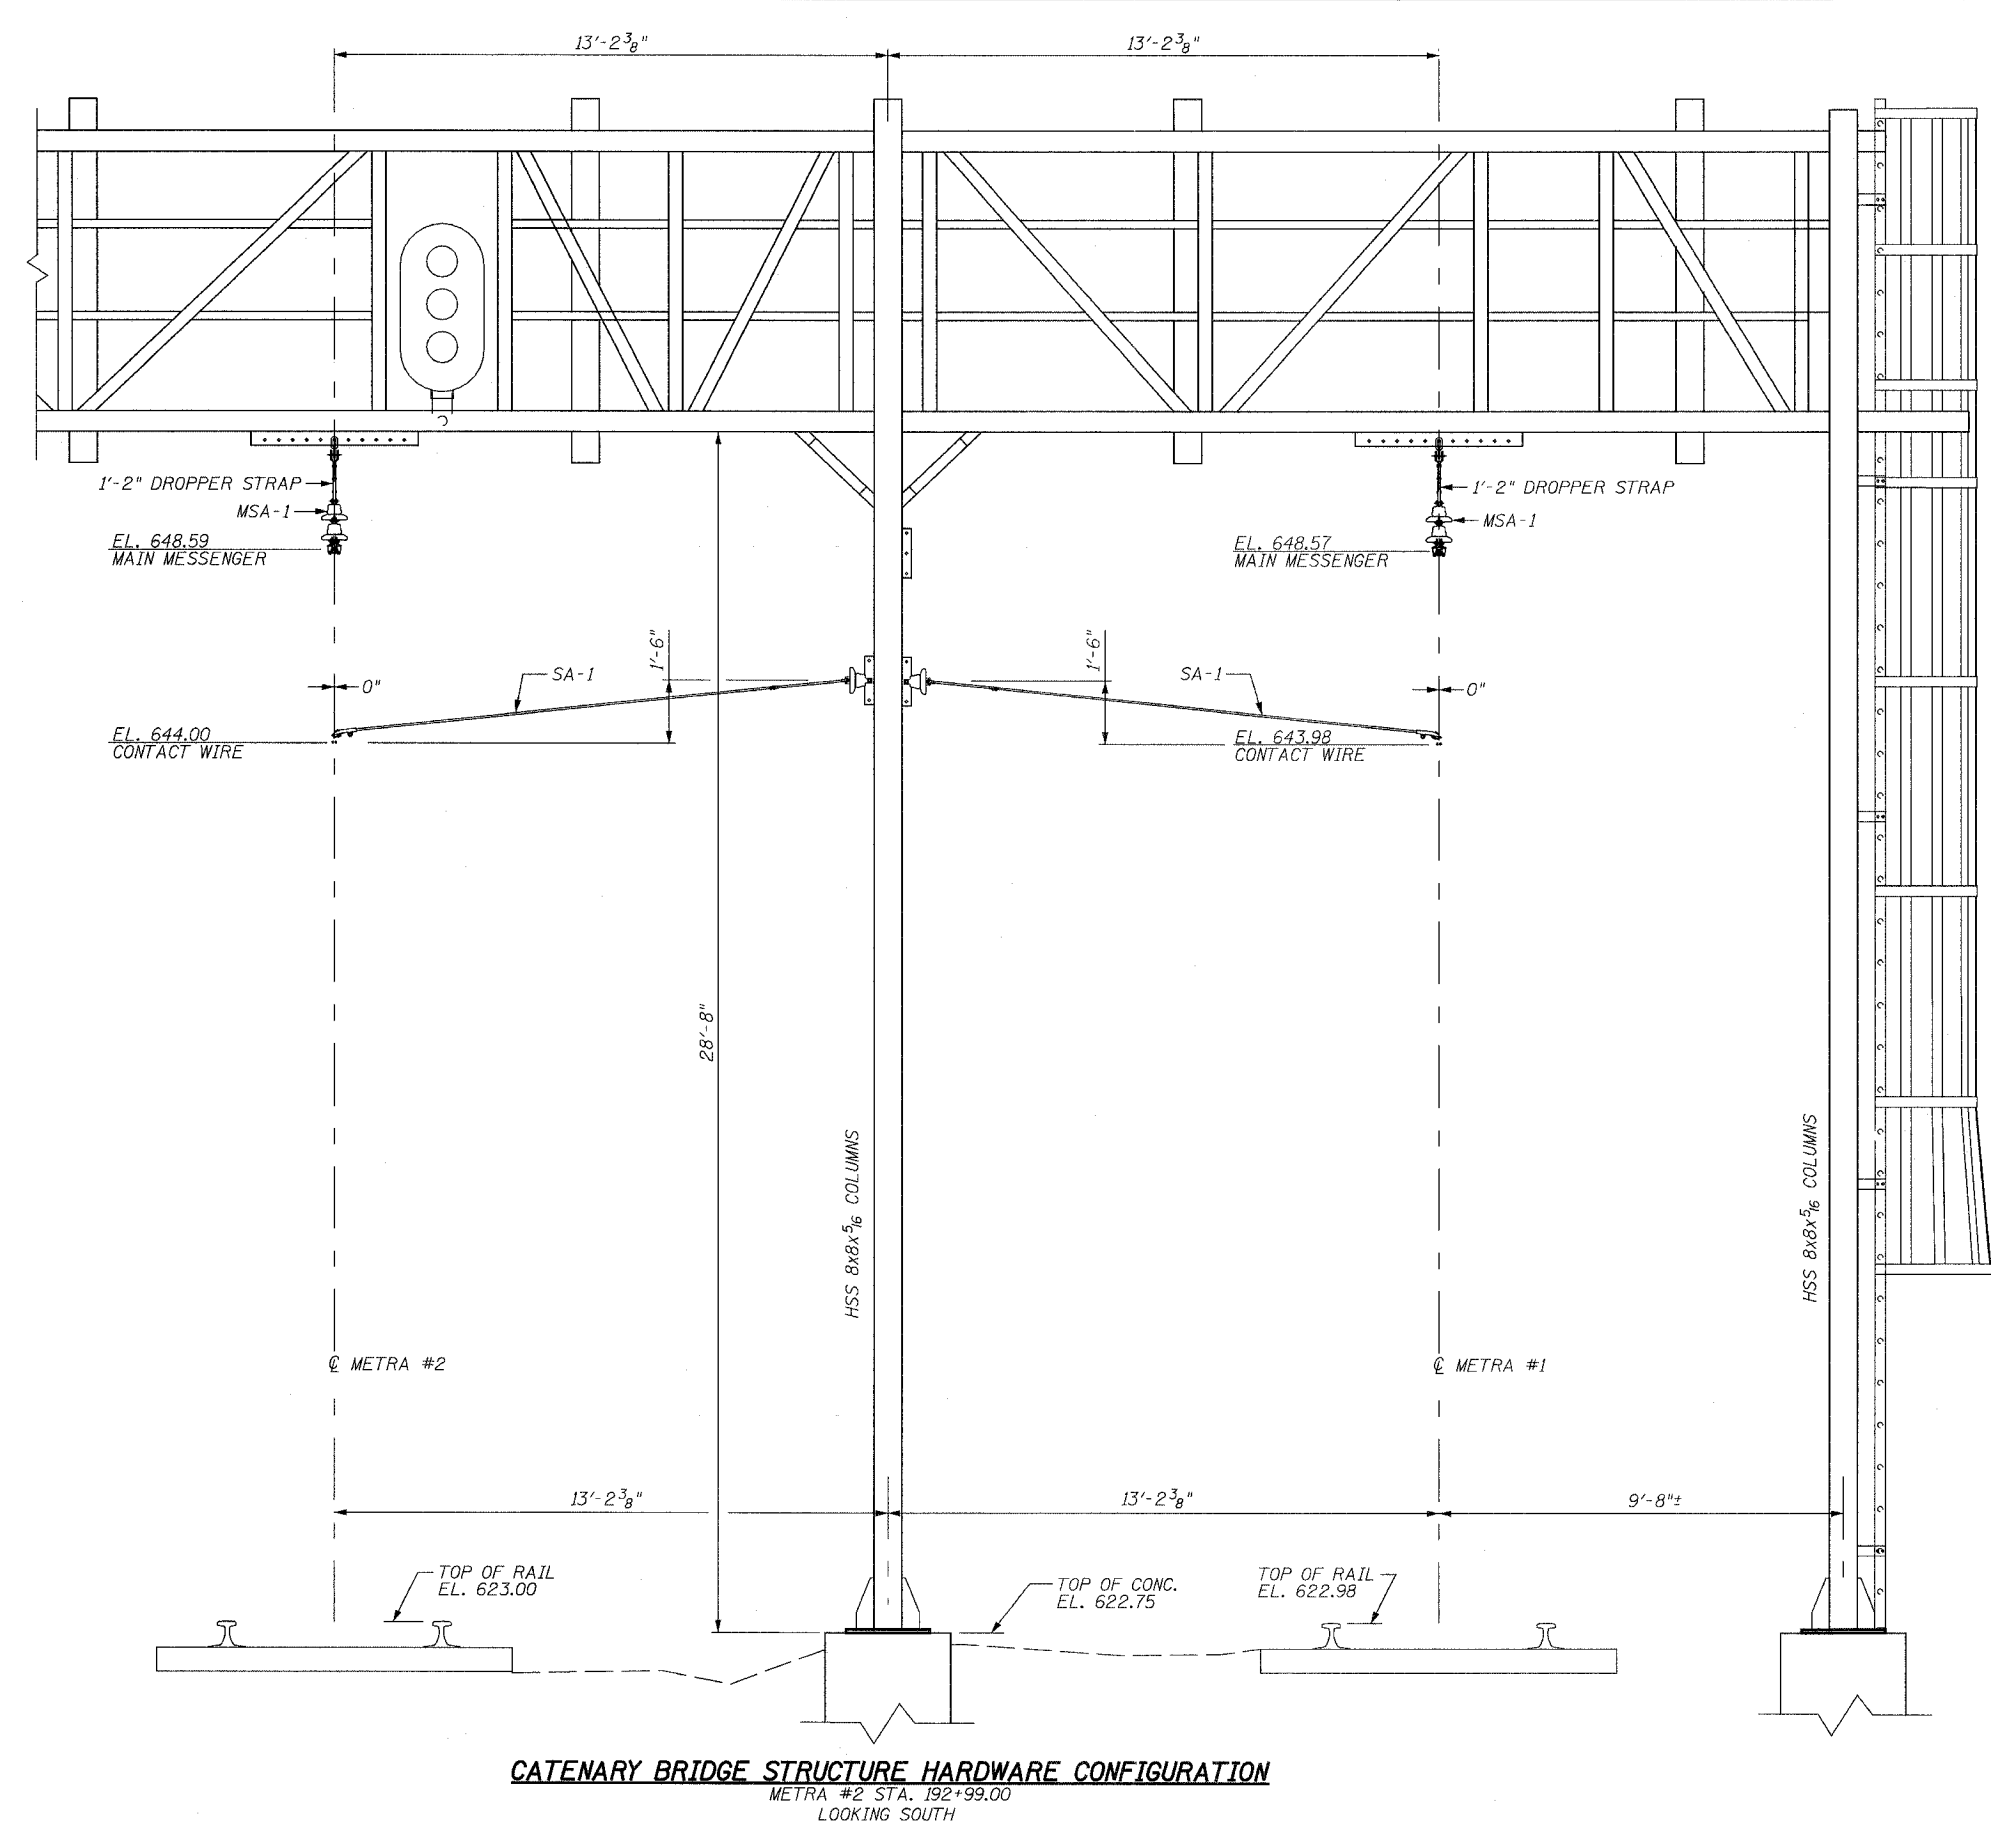 13'-2 3/8"
13'-2 3/8"
1'-2" DROPPER STRAP
MSA-1
EL. 648.59
MAIN MESSENGER
1'-2" DROPPER STRAP
MSA-1
EL. 648.57
MAIN MESSENGER
1'-6"
SA-1
0"
EL. 644.00
CONTACT WIRE
1'-6"
SA-1
0"
EL. 643.98
CONTACT WIRE
28'-8"
HSS 8x8x5/16 COLUMNS
HSS 8x8x5/16 COLUMNS
℄ METRA #2
℄ METRA #1
13'-2 3/8"
13'-2 3/8"
9'-8"±
TOP OF RAIL
EL. 623.00
TOP OF CONC.
EL. 622.75
TOP OF RAIL
EL. 622.98
CATENARY BRIDGE STRUCTURE HARDWARE CONFIGURATION
METRA #2 STA. 192+99.00
LOOKING SOUTH